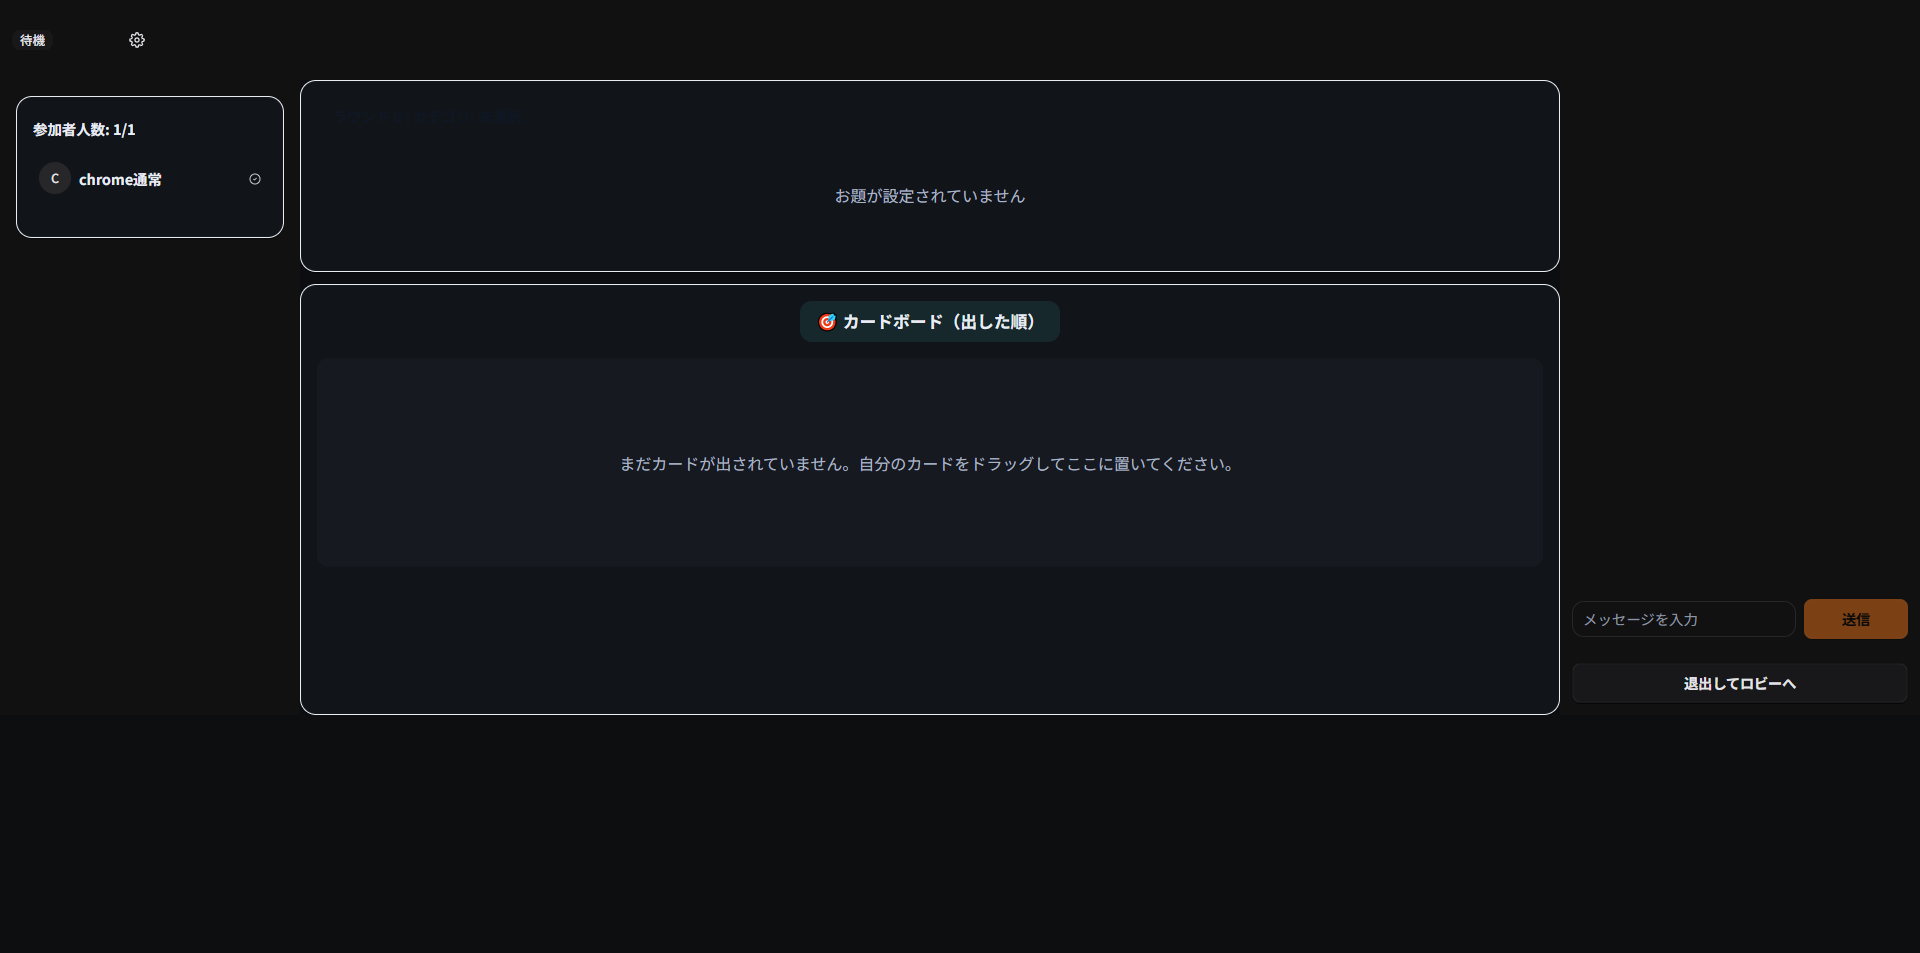 待機
参加者人数: 1/1
C
chrome通常
お題が設定されていません
🎯 カードボード（出した順）
まだカードが出されていません。自分のカードをドラッグしてここに置いてください。
メッセージを入力
送信
退出してロビーへ